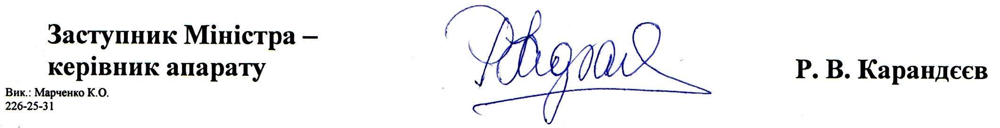 Заступник Міністра –
керівник апарату
Р. В. Карандєєв
Вик.: Марченко К.О.
226-25-31